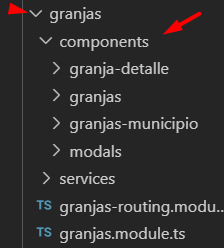 granjas
components
granja-detalle
granjas
granjas-municipio
modals
services
TS granjas-routing.modu...
TS granjas.module.ts